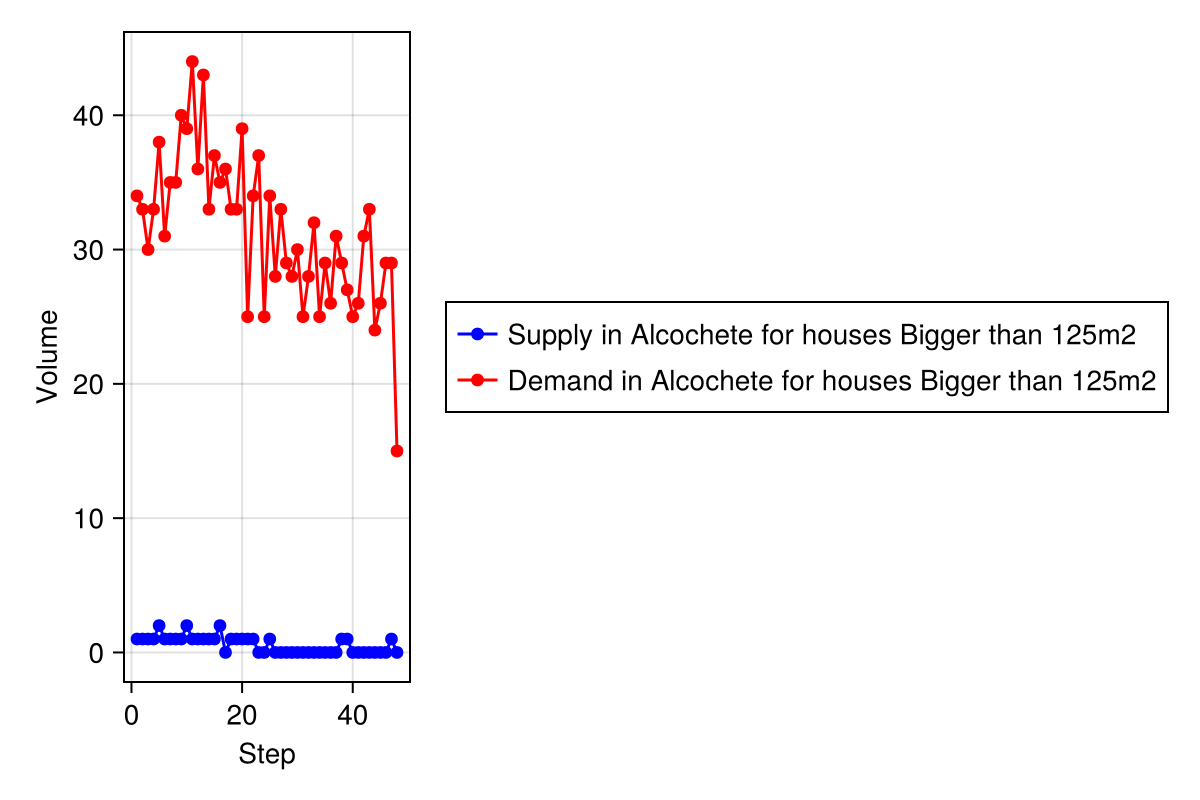 40
30
20
10
0
Volume
0 20 40
Step
Supply in Alcochete for houses Bigger than 125m2
Demand in Alcochete for houses Bigger than 125m2